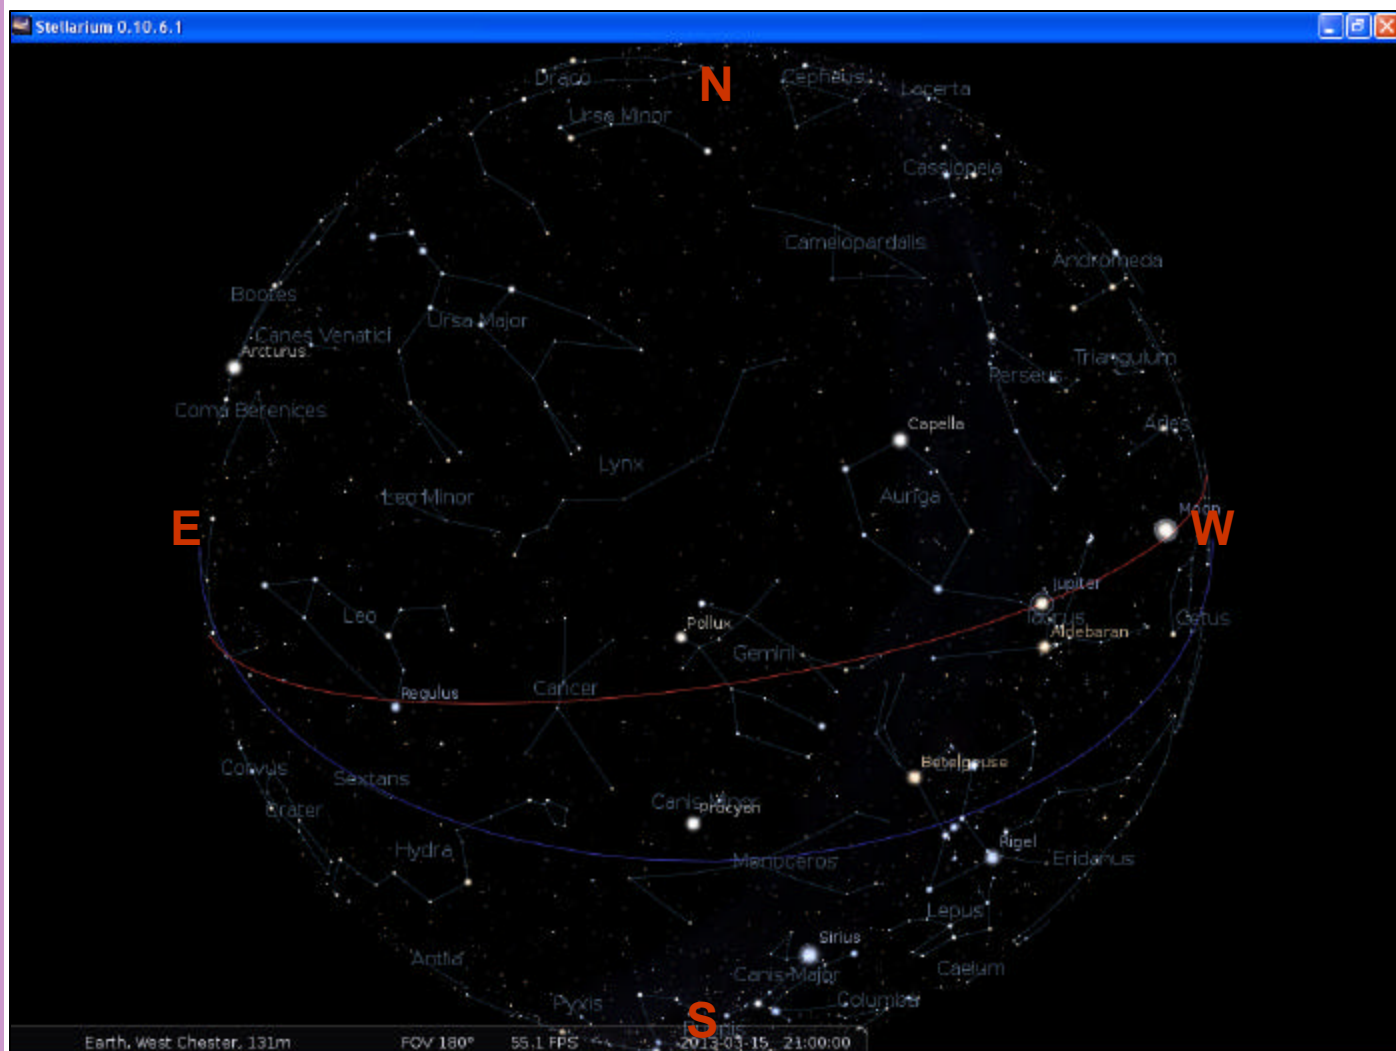 Stellarium 0.10.6.1
N
Draco
Cepheus
Lacerta
Ursa Minor
Cassiopeia
Camelopardalis
Andromeda
Bootes
Ursa Major
Canes Venatici
Arcturus
Triangulum
Perseus
Coma Berenices
Capella
Aries
Lynx
Leo Minor
Auriga
Moon
E
W
Jupiter
Leo
Taurus
Cetus
Pollux
Aldebaran
Gemini
Regulus
Cancer
Betelgeuse
Corvus
Sextans
Canis Minor
Procyon
Crater
Rigel
Hydra
Monoceros
Eridanus
Lepus
Sirius
Antlia
Canis Major
Caelum
Pyxis
Columba
S
Earth, West Chester, 131m FOV 180° 55.1 FPS 2013-03-15 21:00:00